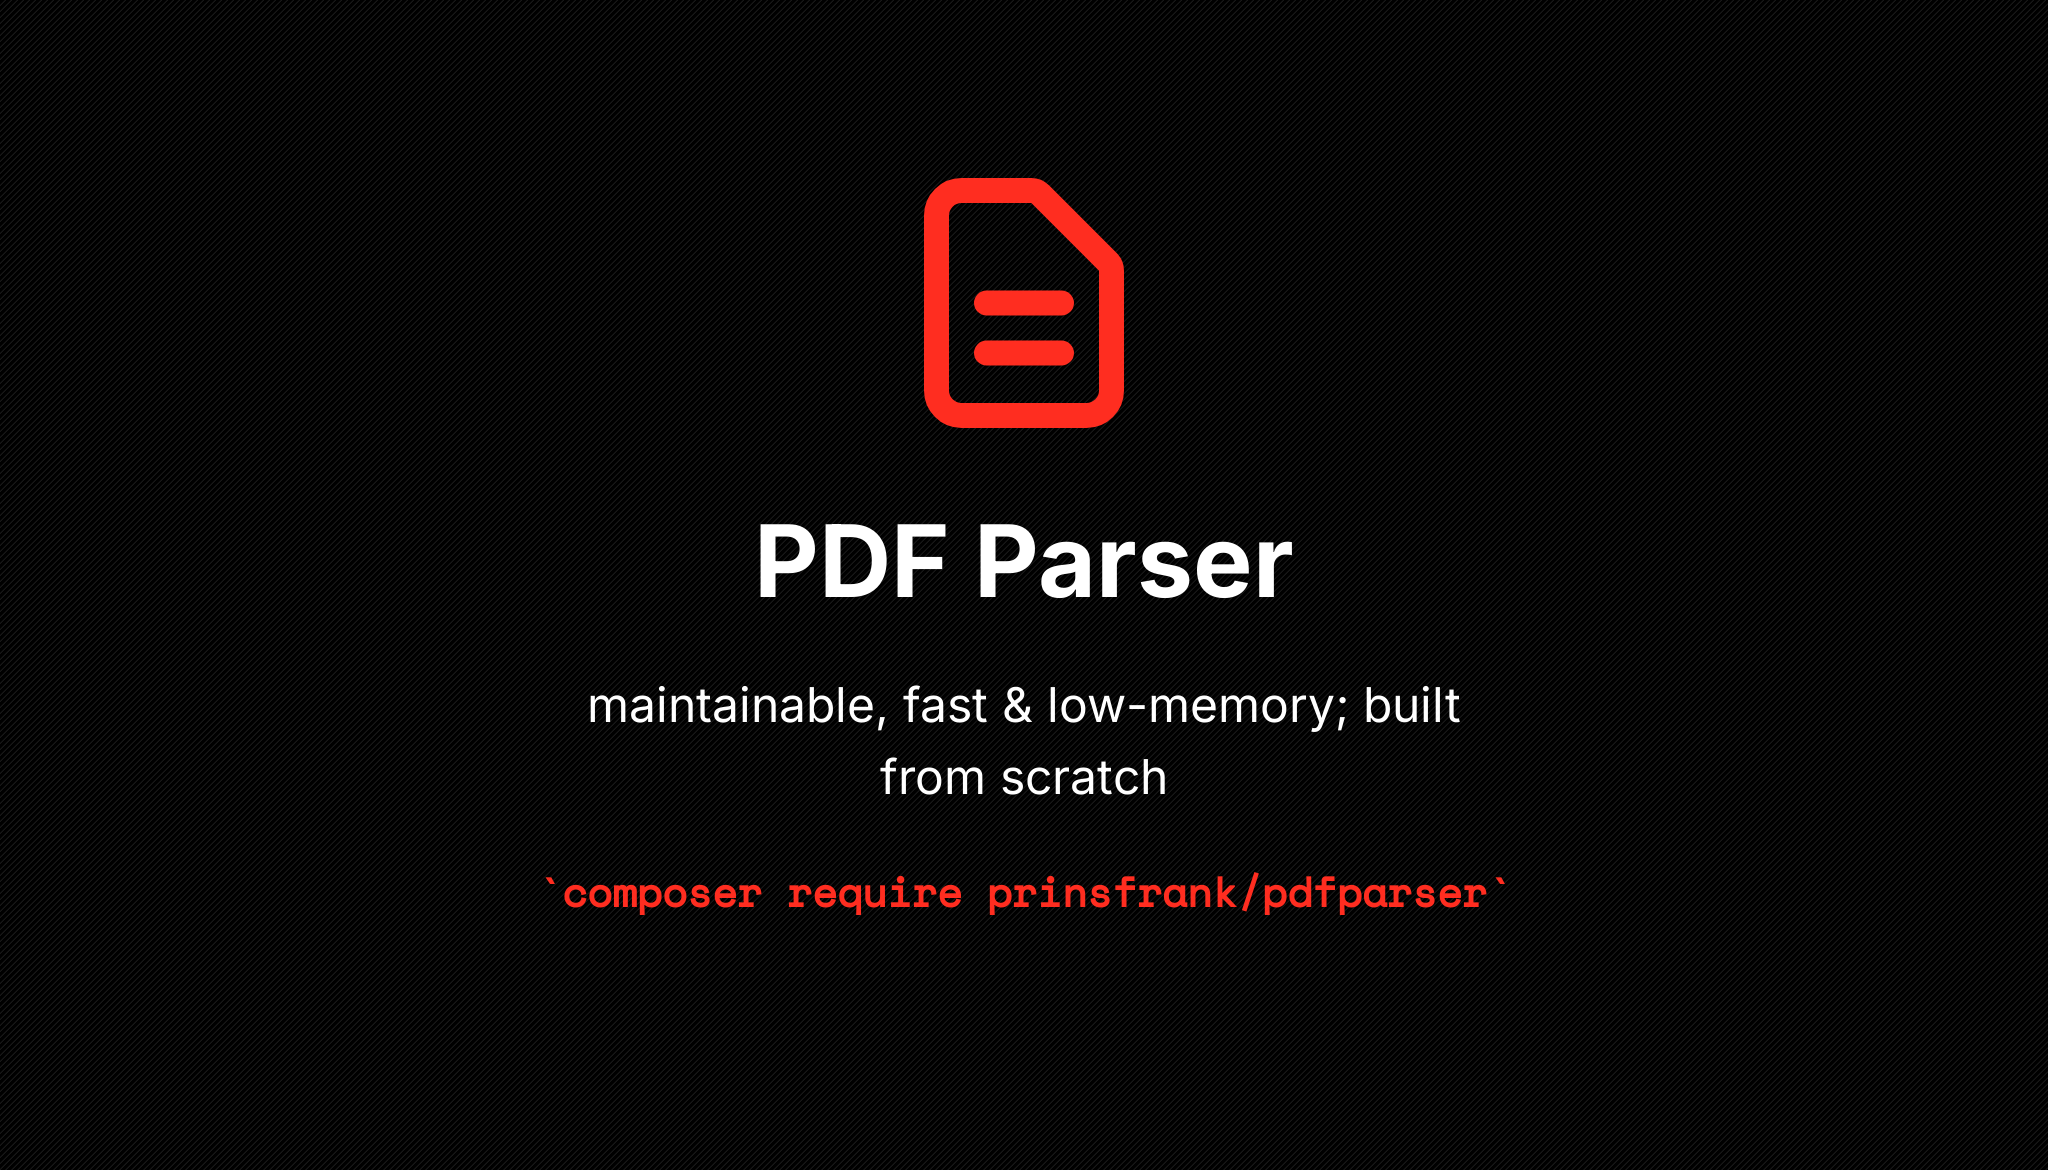 PDF Parser
maintainable, fast & low-memory; built
from scratch
`composer require prinsfrank/pdfparser`